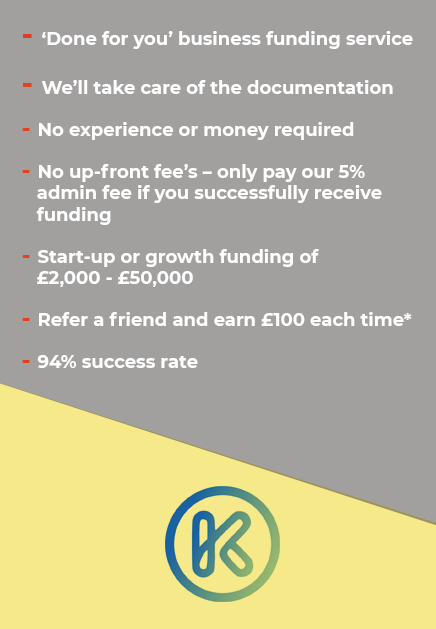 - ‘Done for you’ business funding service
- We’ll take care of the documentation
- No experience or money required
- No up-front fee’s – only pay our 5%
admin fee if you successfully receive
funding
- Start-up or growth funding of
£2,000 - £50,000
- Refer a friend and earn £100 each time*
- 94% success rate
K